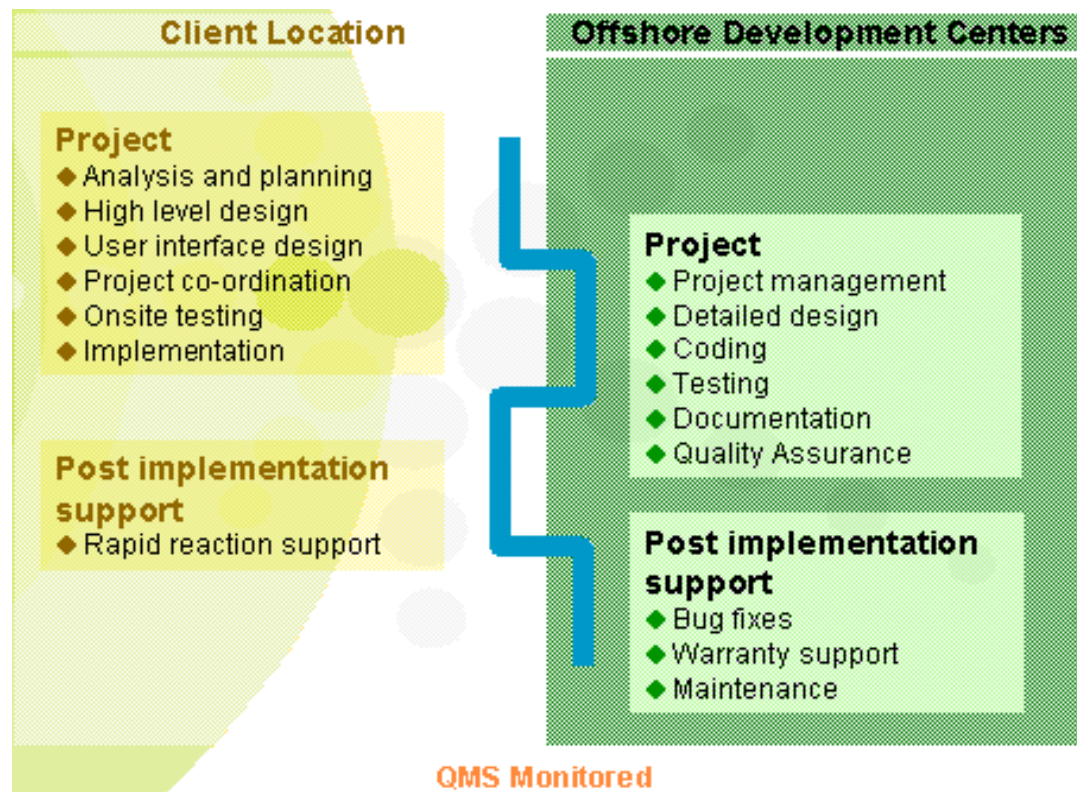 Client Location
Project
Analysis and planning
High level design
User interface design
Project co-ordination
Onsite testing
Implementation
Post implementation
support
Rapid reaction support
Offshore Development Centers
Project
Project management
Detailed design
Coding
Testing
Documentation
Quality Assurance
Post implementation
support
Bug fixes
Warranty support
Maintenance
QMS Monitored